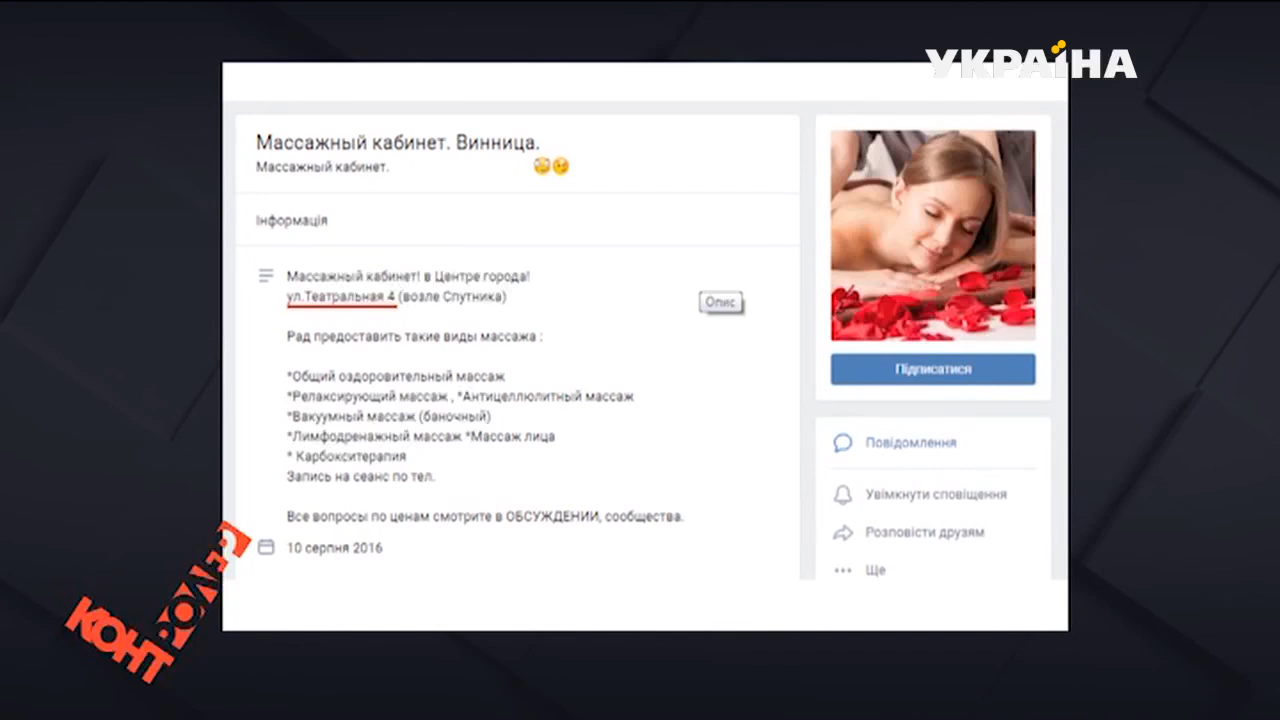 УКРАЇНА
Массажный кабинет. Винница.
Массажный кабинет.
Інформація
Массажный кабинет! в Центре города!
ул.Театральная 4 (возле Спутника)
Опис
Рад предоставить такие виды массажа :
*Общий оздоровительный массаж
*Релаксирующий массаж , *Антицеллюлитный массаж
*Вакуумный массаж (баночный)
*Лимфодренажный массаж *Массаж лица
* Карбокситерапия
Запись на сеанс по тел.
Все вопросы по ценам смотрите в ОБСУЖДЕНИИ, сообщества.
10 серпня 2016
Підписатися
Повідомлення
Увімкнути сповіщення
Розповісти друзям
Ще
КОНТ
РОЛЕР